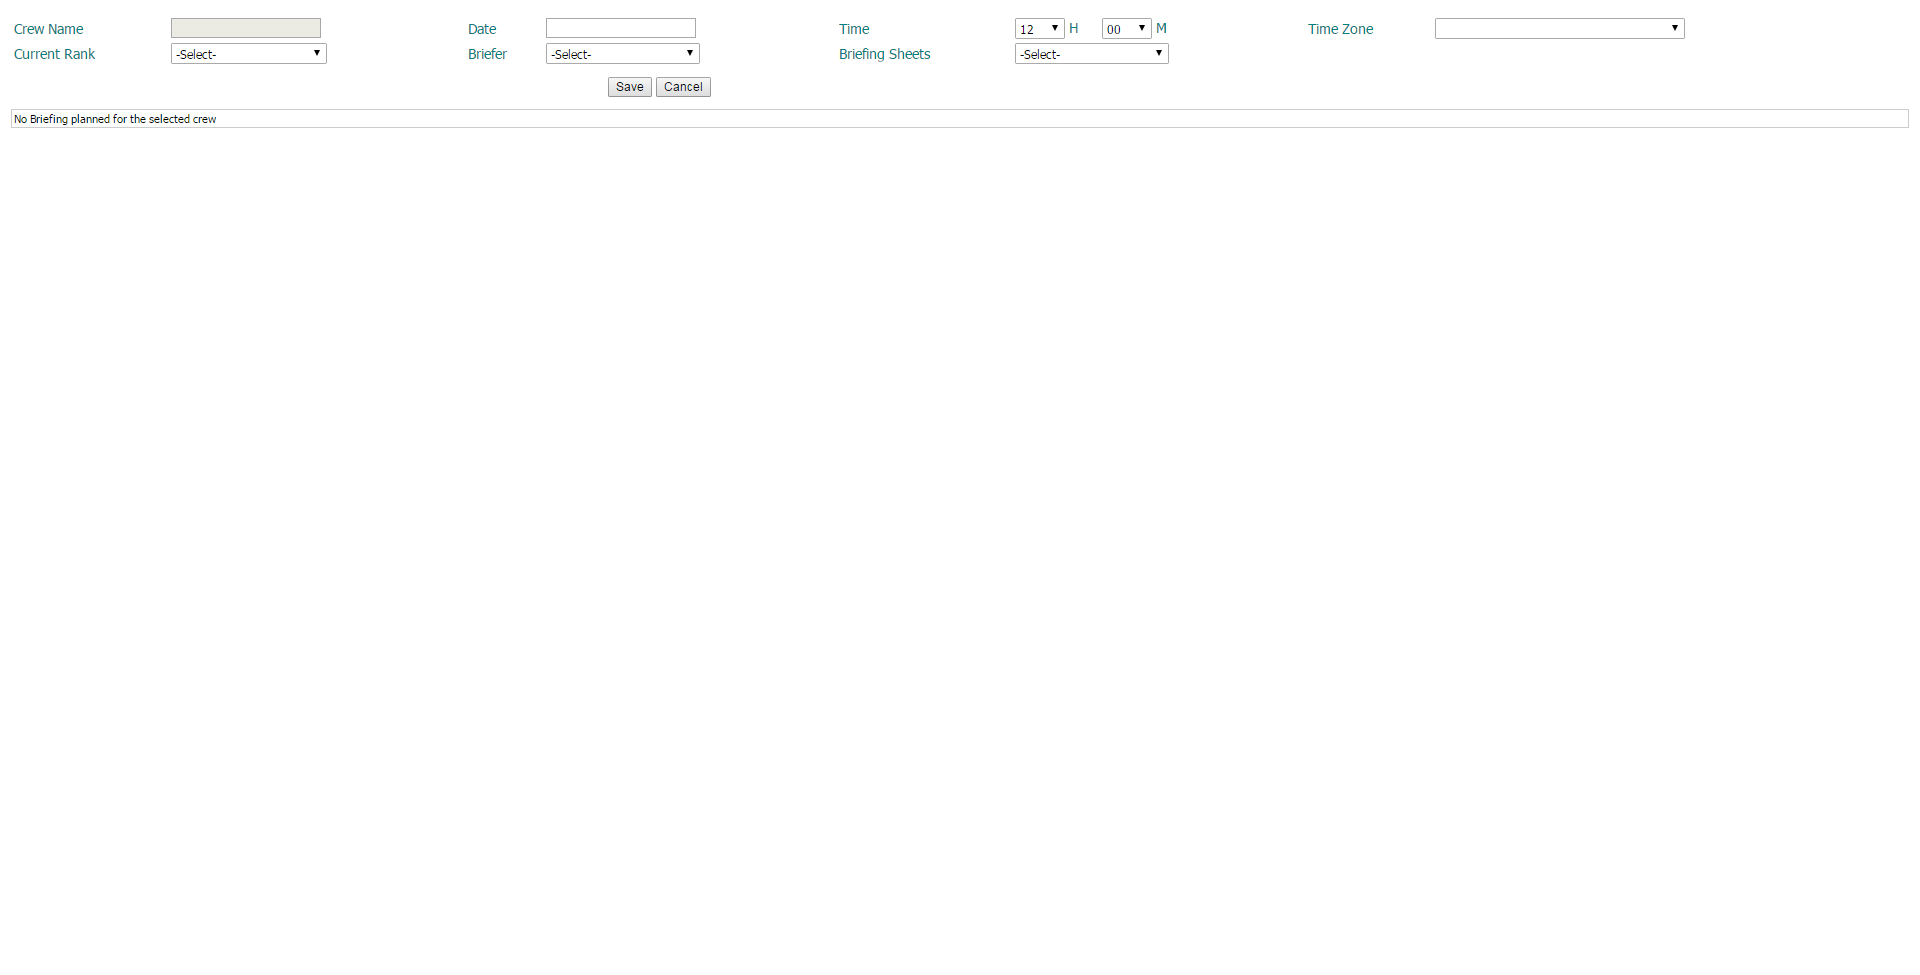 Crew Name Date Time 12 H 00 M Time Zone
Current Rank -Select- Briefer -Select- Briefing Sheets -Select-
Save Cancel
No Briefing planned for the selected crew